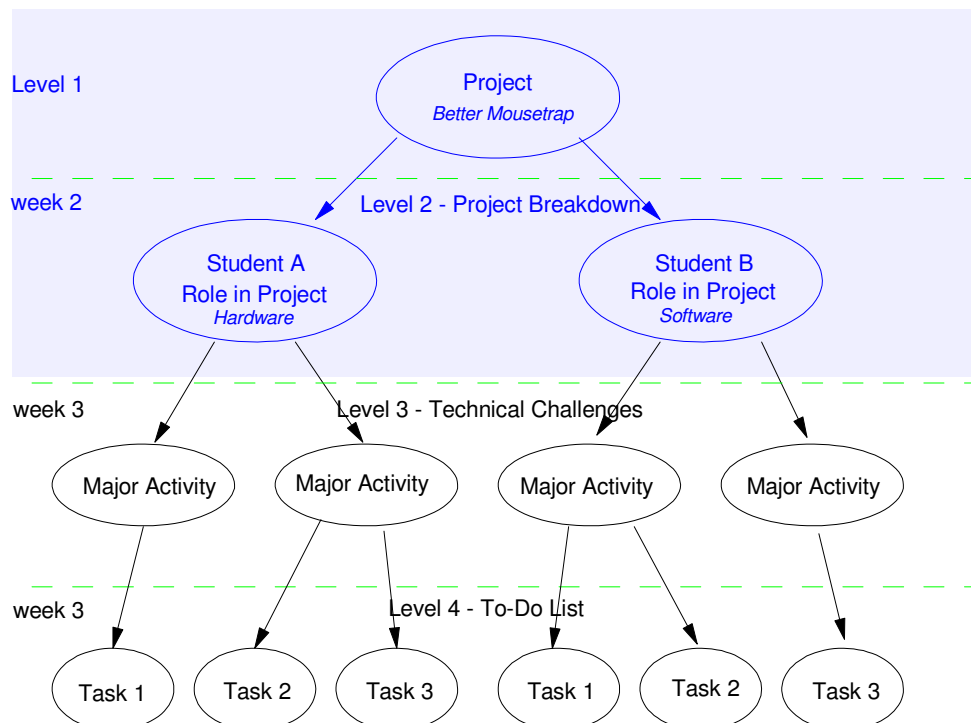 Level 1
Project
Better Mousetrap
week 2
Level 2 - Project Breakdown
Student A
Role in Project
Hardware
Student B
Role in Project
Software
week 3
Level 3 - Technical Challenges
Major Activity
Major Activity
Major Activity
Major Activity
week 3
Level 4 - To-Do List
Task 1
Task 2
Task 3
Task 1
Task 2
Task 3